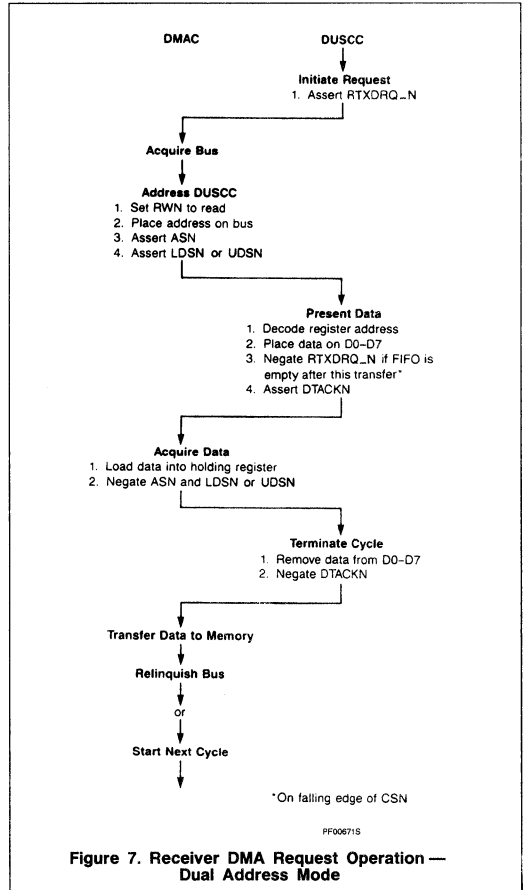 DMAC
DUSCC
Initiate Request
1. Assert RTXDRQ_N
Acquire Bus
Address DUSCC
1. Set RWN to read
2. Place address on bus
3. Assert ASN
4. Assert LDSN or UDSN
Present Data
1. Decode register address
2. Place data on D0–D7
3. Negate RTXDRQ_N if FIFO is
empty after this transfer*
4. Assert DTACKN
Acquire Data
1. Load data into holding register
2. Negate ASN and LDSN or UDSN
Terminate Cycle
1. Remove data from D0–D7
2. Negate DTACKN
Transfer Data to Memory
Relinquish Bus
or
Start Next Cycle
*On falling edge of CSN
PF00671S
Figure 7. Receiver DMA Request Operation —
Dual Address Mode